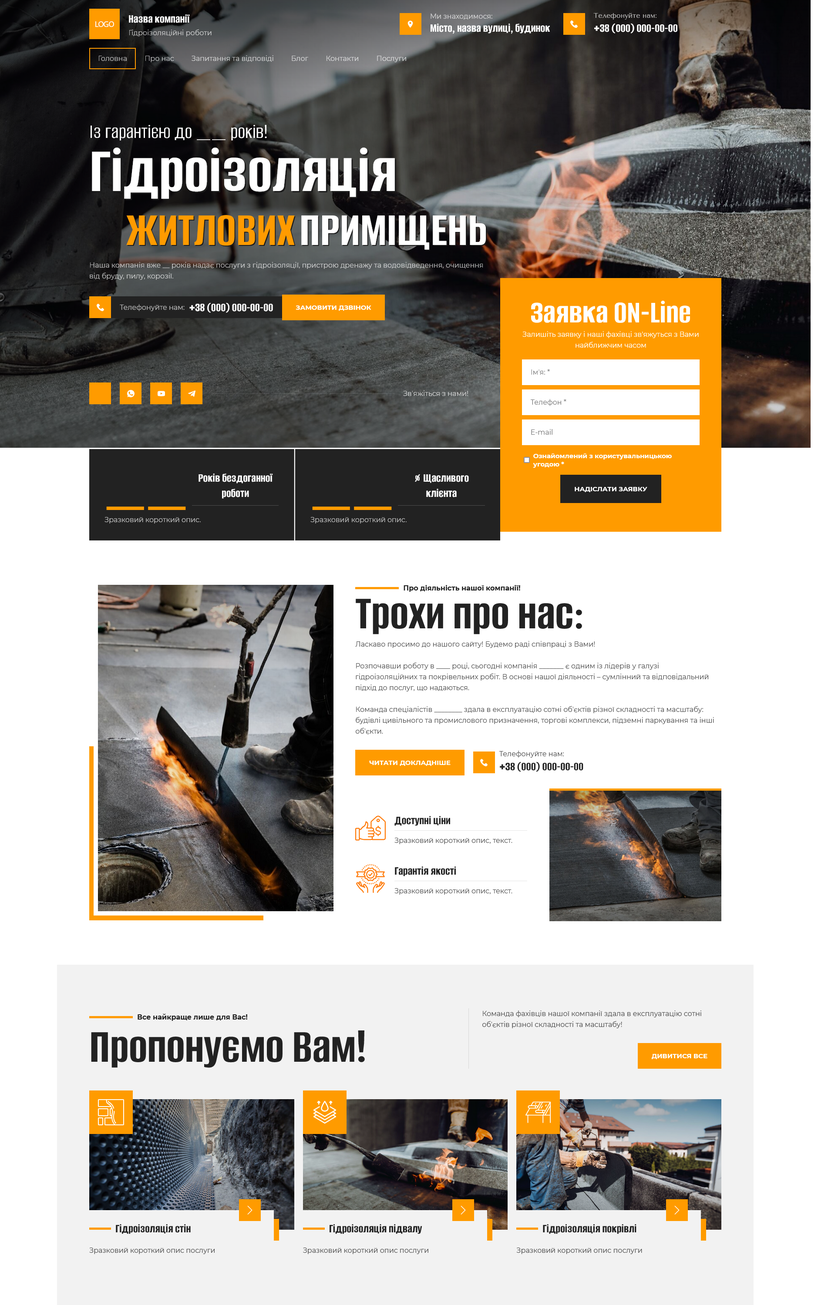 LOGO
Назва компанії
Гідроізоляційні роботи
Ми знаходимося:
Місто, назва вулиці, будинок
Телефонуйте нам:
+38 (000) 000-00-00
Головна
Про нас
Запитання та відповіді
Блог
Контакти
Послуги
Із гарантією до __ __ років!
Гідроізоляція
ЖИТЛОВИХ ПРИМІЩЕНЬ
Наша компанія вже __ років надає послуги з гідроізоляції, пристрою дренажу та водовідведення, очищення
від бруду, пилу, корозії.
Телефонуйте нам: +38 (000) 000-00-00
ЗАМОВИТИ ДЗВІНОК
Зв'яжіться з нами!
Заявка ON-Line
Залишіть заявку і наші фахівці зв'яжуться з Вами
найближчим часом
Ім'я: *
Телефон *
E-mail
Ознайомлений з користувальницькою
угодою *
НАДІСЛАТИ ЗАЯВКУ
Років бездоганної
роботи
Зразковий короткий опис.
Щасливого
клієнта
Зразковий короткий опис.
Про діяльність нашої компанії!
Трохи про нас:
Ласкаво просимо до нашого сайту! Будемо раді співпраці з Вами!
Розпочавши роботу в ____ році, сьогодні компанія _______ є одним із лідерів у галузі
гідроізоляційних та покрівельних робіт. В основі нашої діяльності – сумлінний та відповідальний
підхід до послуг, що надаються.
Команда спеціалістів ________ здала в експлуатацію сотні об'єктів різної складності та масштабу:
будівлі цивільного та промислового призначення, торгові комплекси, підземні паркування та інші
об'єкти.
ЧИТАТИ ДОКЛАДНІШЕ
Телефонуйте нам:
+38 (000) 000-00-00
Доступні ціни
Зразковий короткий опис, текст.
Гарантія якості
Зразковий короткий опис, текст.
Все найкраще лише для Вас!
Пропонуємо Вам!
Команда фахівців нашої компанії здала в експлуатацію сотні
об'єктів різної складності та масштабу!
ДИВИТИСЯ ВСЕ
Гідроізоляція стін
Зразковий короткий опис послуги
Гідроізоляція підвалу
Зразковий короткий опис послуги
Гідроізоляція покрівлі
Зразковий короткий опис послуги